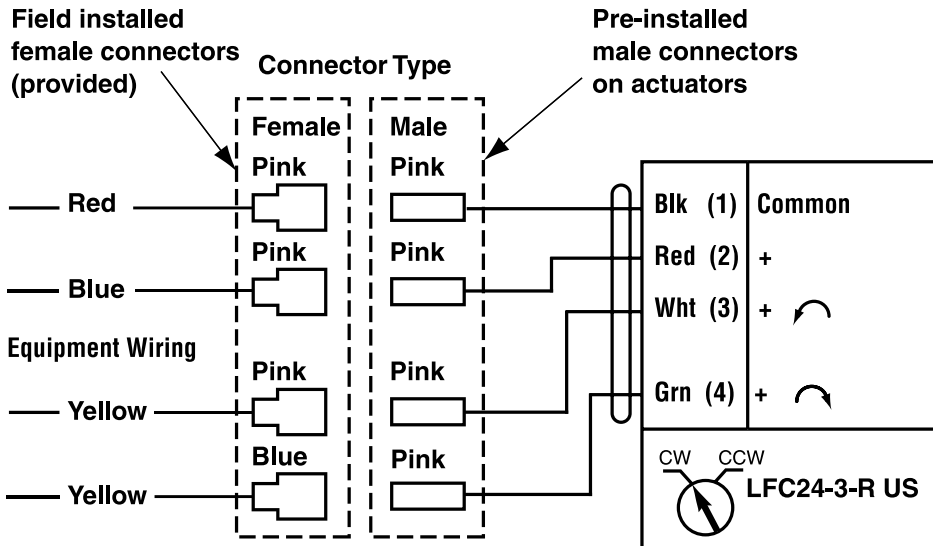 Field installed
female connectors
(provided)
Connector Type
Pre-installed
male connectors
on actuators
Female
Male
Pink
Pink
Red
Blk (1)
Common
Pink
Pink
Red (2)
+
Blue
Wht (3)
+
Equipment Wiring
Pink
Pink
Grn (4)
+
Yellow
Blue
Pink
Yellow
CW
CCW
LFC24-3-R US